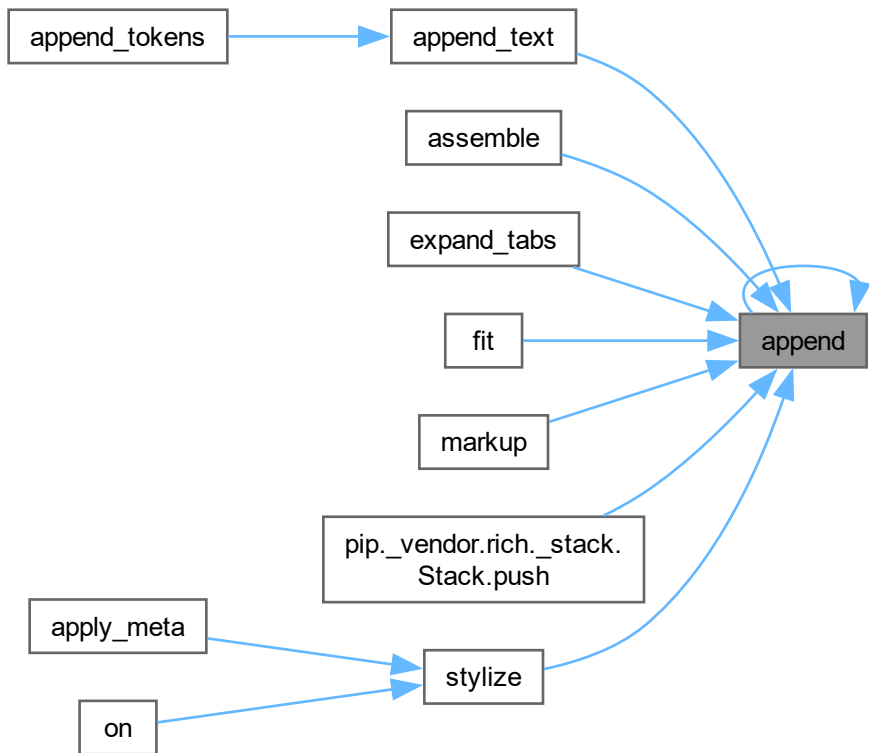 append_tokens
append_text
assemble
expand_tabs
fit
append
markup
pip._vendor.rich._stack.
Stack.push
apply_meta
stylize
on